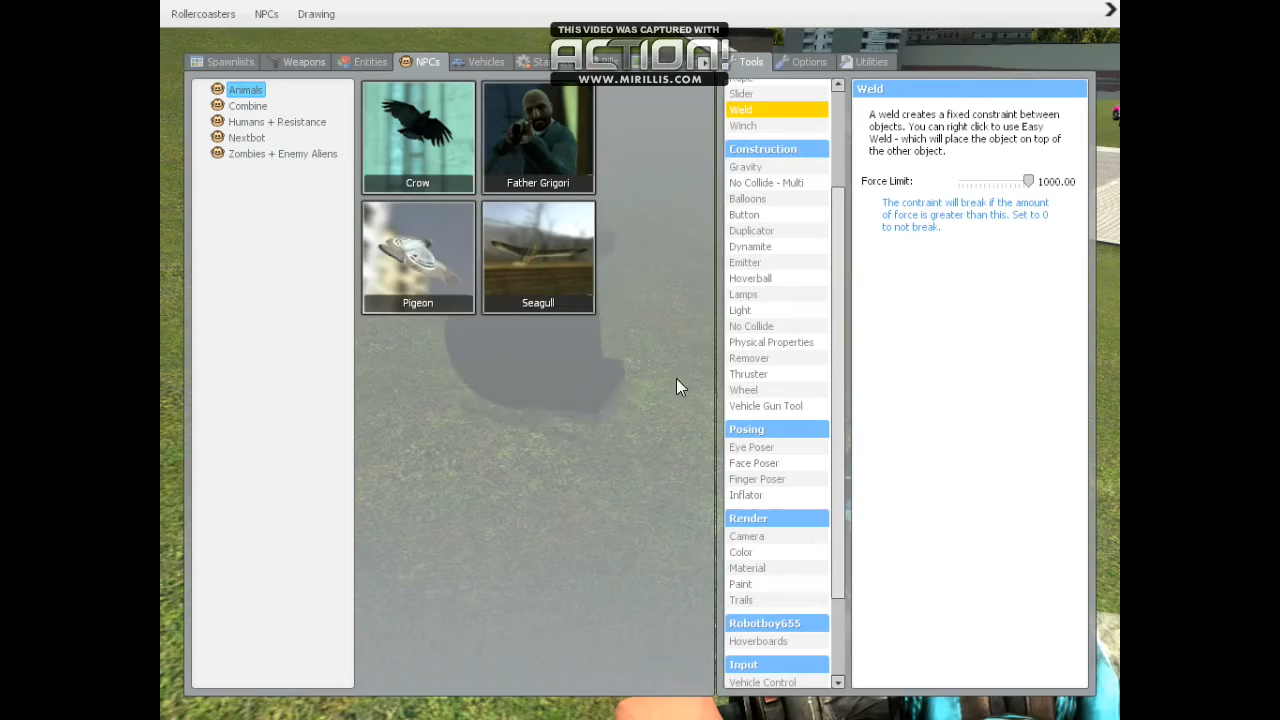 Rollercoasters NPCs Drawing
THIS VIDEO WAS CAPTURED WITH
ACTION!
WWW.MIRILLIS.COM
Spawnlists Weapons Entities NPCs Vehicles
Tools Options Utilities
Animals
Combine
Humans + Resistance
Nextbot
Zombies + Enemy Aliens
Crow
Father Grigori
Pigeon
Seagull
Slider
Weld
Winch
Construction
Gravity
No Collide - Multi
Balloons
Button
Duplicator
Dynamite
Emitter
Hoverball
Lamps
Light
No Collide
Physical Properties
Remover
Thruster
Wheel
Vehicle Gun Tool
Posing
Eye Poser
Face Poser
Finger Poser
Inflator
Render
Camera
Color
Material
Paint
Trails
Robotboy655
Hoverboards
Input
Vehicle Control
Weld
A weld creates a fixed constraint between
objects. You can right click to use Easy
Weld - which will place the object on top of
the other object.
Force Limit: 1000.00
The contraint will break if the amount
of force is greater than this. Set to 0
to not break.